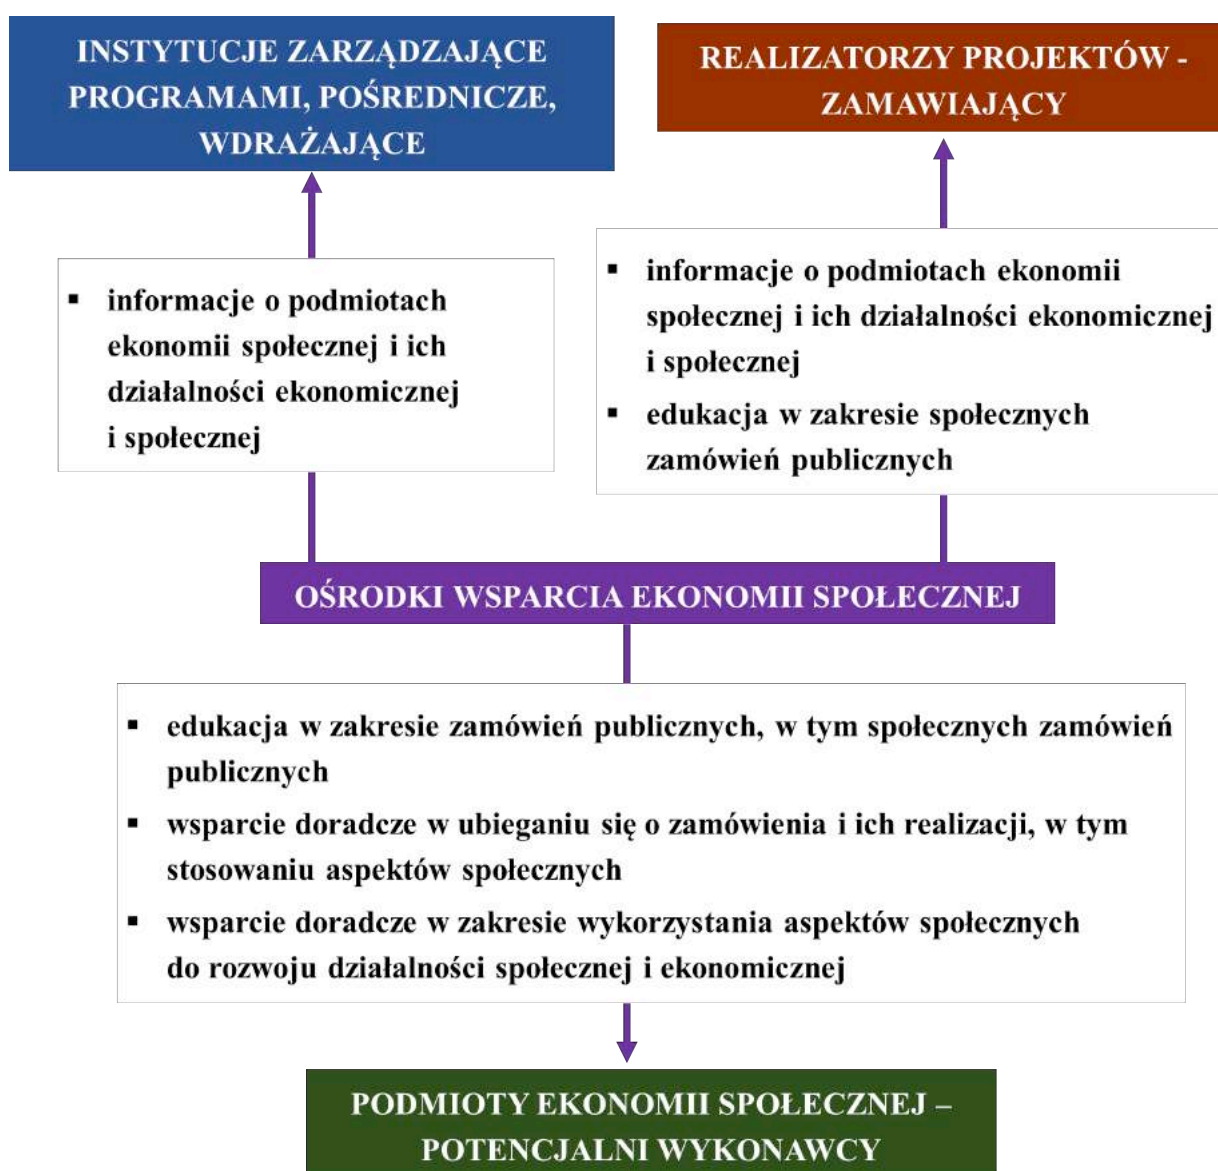 INSTYTUCJE ZARZĄDZAJĄCE
PROGRAMAMI, POŚREDNICZE,
WDRAŻAJĄCE
REALIZATORZY PROJEKTÓW -
ZAMAWIAJĄCY
▪ informacje o podmiotach
ekonomii społecznej i ich
działalności ekonomicznej
i społecznej
▪ informacje o podmiotach ekonomii
społecznej i ich działalności ekonomicznej
i społecznej
▪ edukacja w zakresie społecznych
zamówień publicznych
OŚRODKI WSPARCIA EKONOMII SPOŁECZNEJ
▪ edukacja w zakresie zamówień publicznych, w tym społecznych zamówień
publicznych
▪ wsparcie doradcze w ubieganiu się o zamówienia i ich realizacji, w tym
stosowaniu aspektów społecznych
▪ wsparcie doradcze w zakresie wykorzystania aspektów społecznych
do rozwoju działalności społecznej i ekonomicznej
PODMIOTY EKONOMII SPOŁECZNEJ –
POTENCJALNI WYKONAWCY